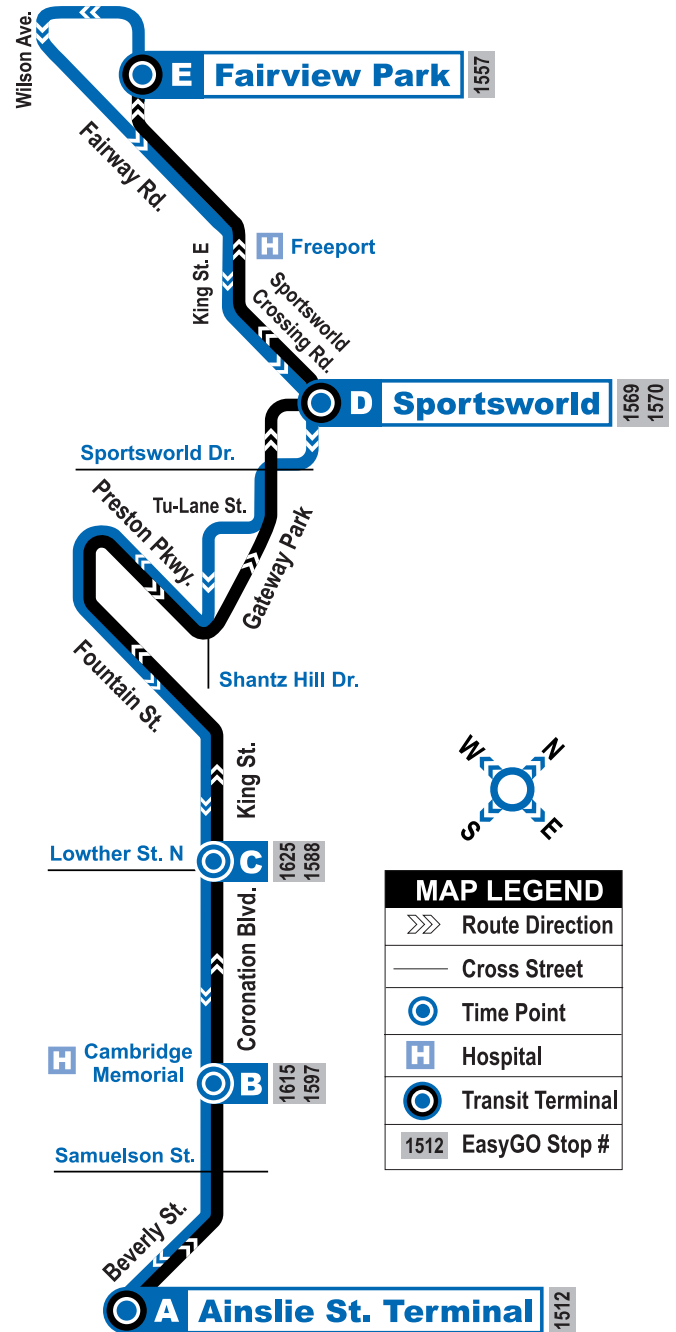 Wilson Ave.
E Fairview Park
1557
Fairway Rd.
King St. E
H Freeport
Sportsworld
Crossing Rd.
D Sportsworld
1569
1570
Sportsworld Dr.
Tu-Lane St.
Preston Pkwy.
Gateway Park
Fountain St.
Shantz Hill Dr.
King St.
W N
S E
Lowther St. N
C
1625
1588
Coronation Blvd.
H Cambridge
Memorial
B
1615
1597
Samuelson St.
Beverly St.
A Ainslie St. Terminal
1512
MAP LEGEND
Route Direction
Cross Street
Time Point
H Hospital
Transit Terminal
1512 EasyGO Stop #